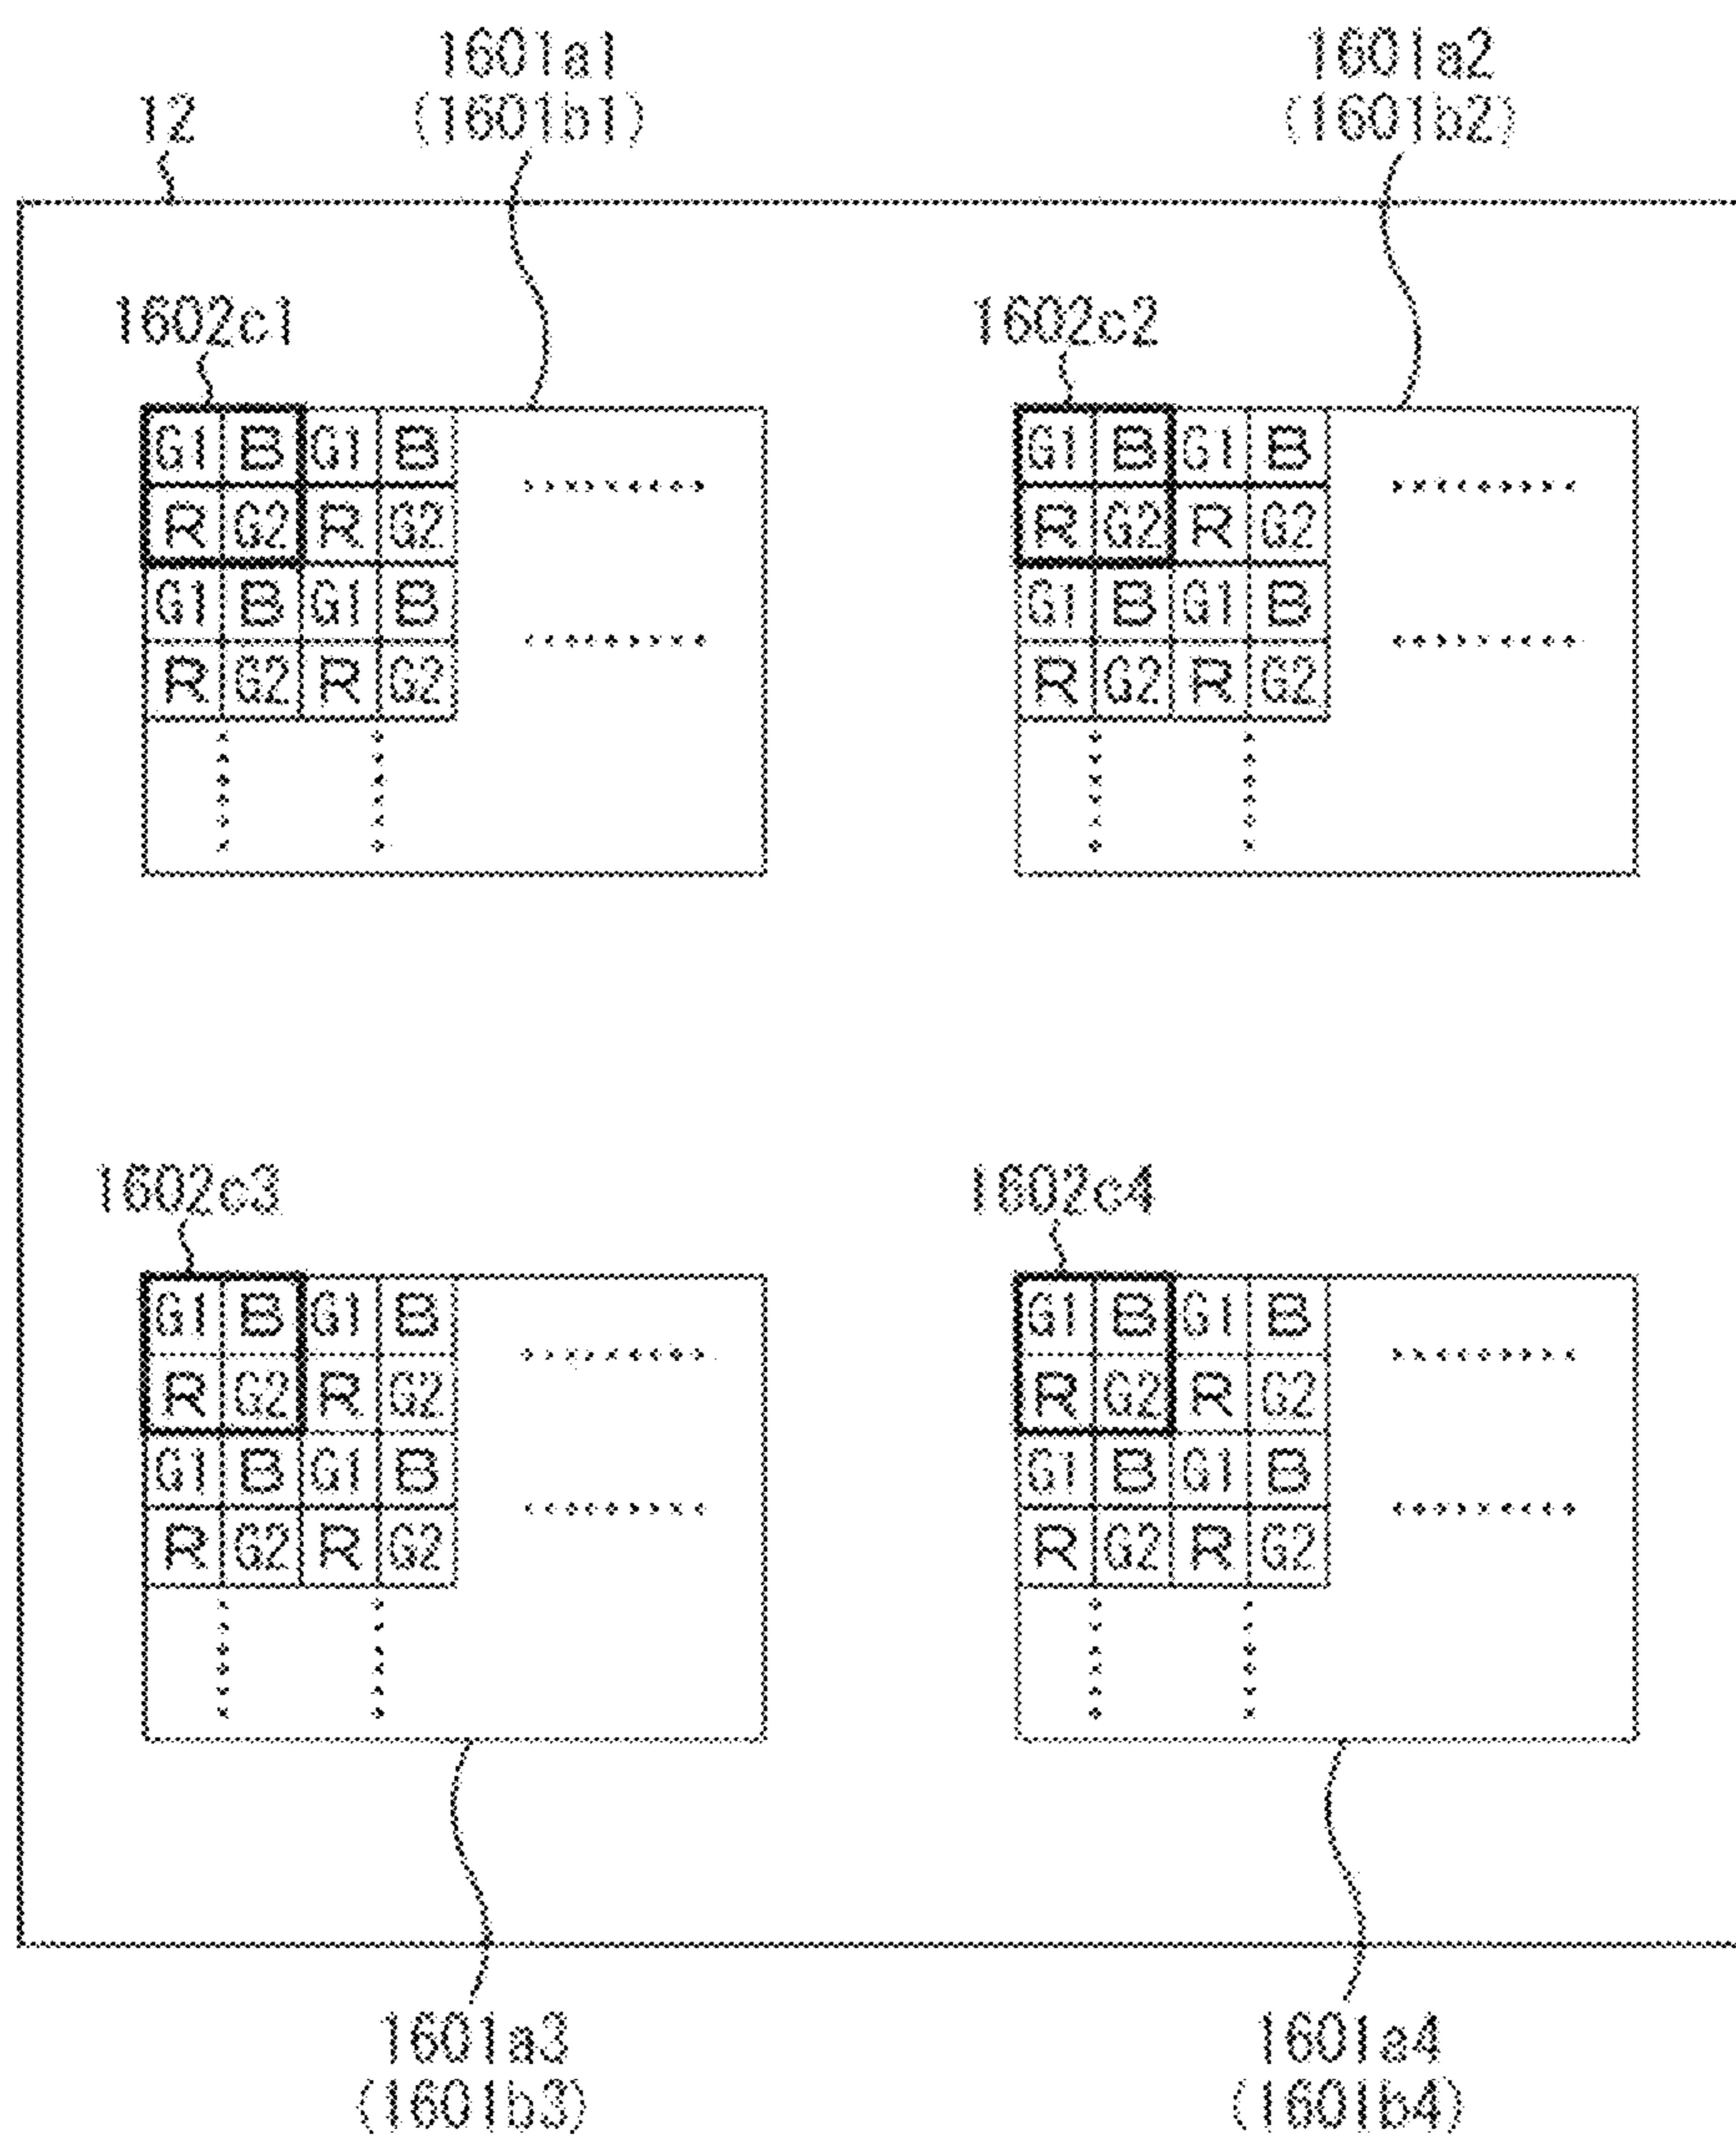 1601a1
(1601b1)
1601a2
(1601b2)
12
1602c1
1602c2
G1 B G1 B
R G2 R G2
G1 B G1 B
R G2 R G2
G1 B G1 B
R G2 R G2
G1 B G1 B
R G2 R G2
1602c3
1602c4
G1 B G1 B
R G2 R G2
G1 B G1 B
R G2 R G2
G1 B G1 B
R G2 R G2
G1 B G1 B
R G2 R G2
1601a3
(1601b3)
1601a4
(1601b4)